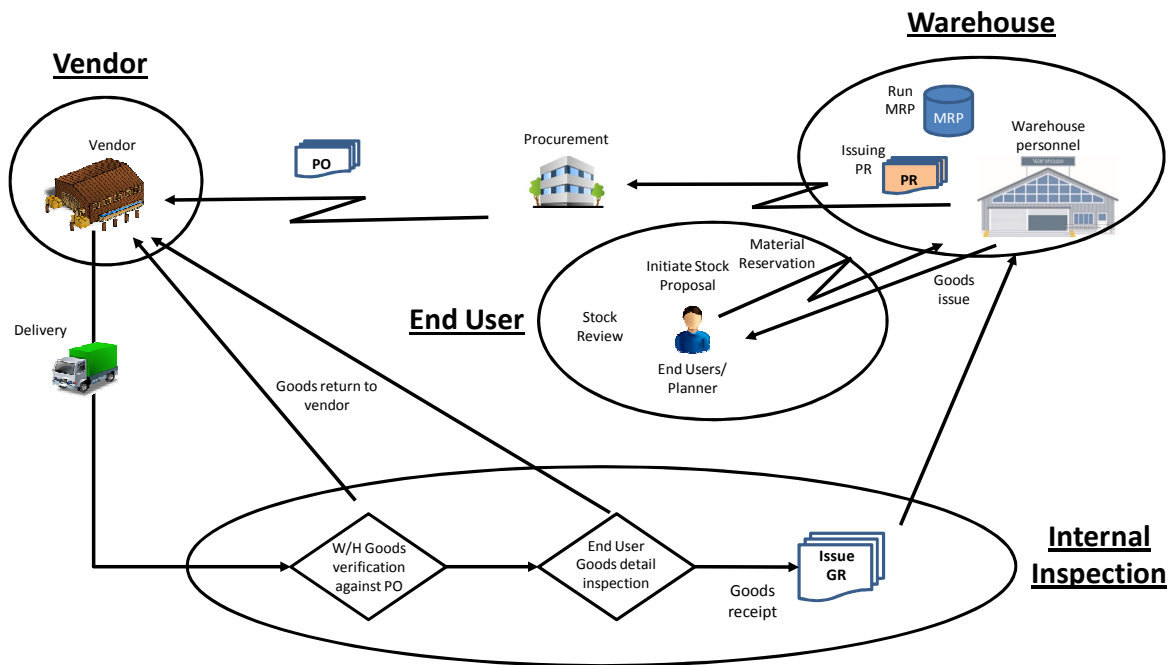 Warehouse
Vendor
Run
MRP
MRP
Warehouse
personnel
Warehouse
Issuing
PR
PR
Procurement
PO
Vendor
Material
Reservation
Initiate Stock
Proposal
Goods
issue
End User
Stock
Review
End Users/
Planner
Delivery
Goods return to
vendor
W/H Goods
verification
against PO
End User
Goods detail
inspection
Issue
GR
Goods
receipt
Internal
Inspection